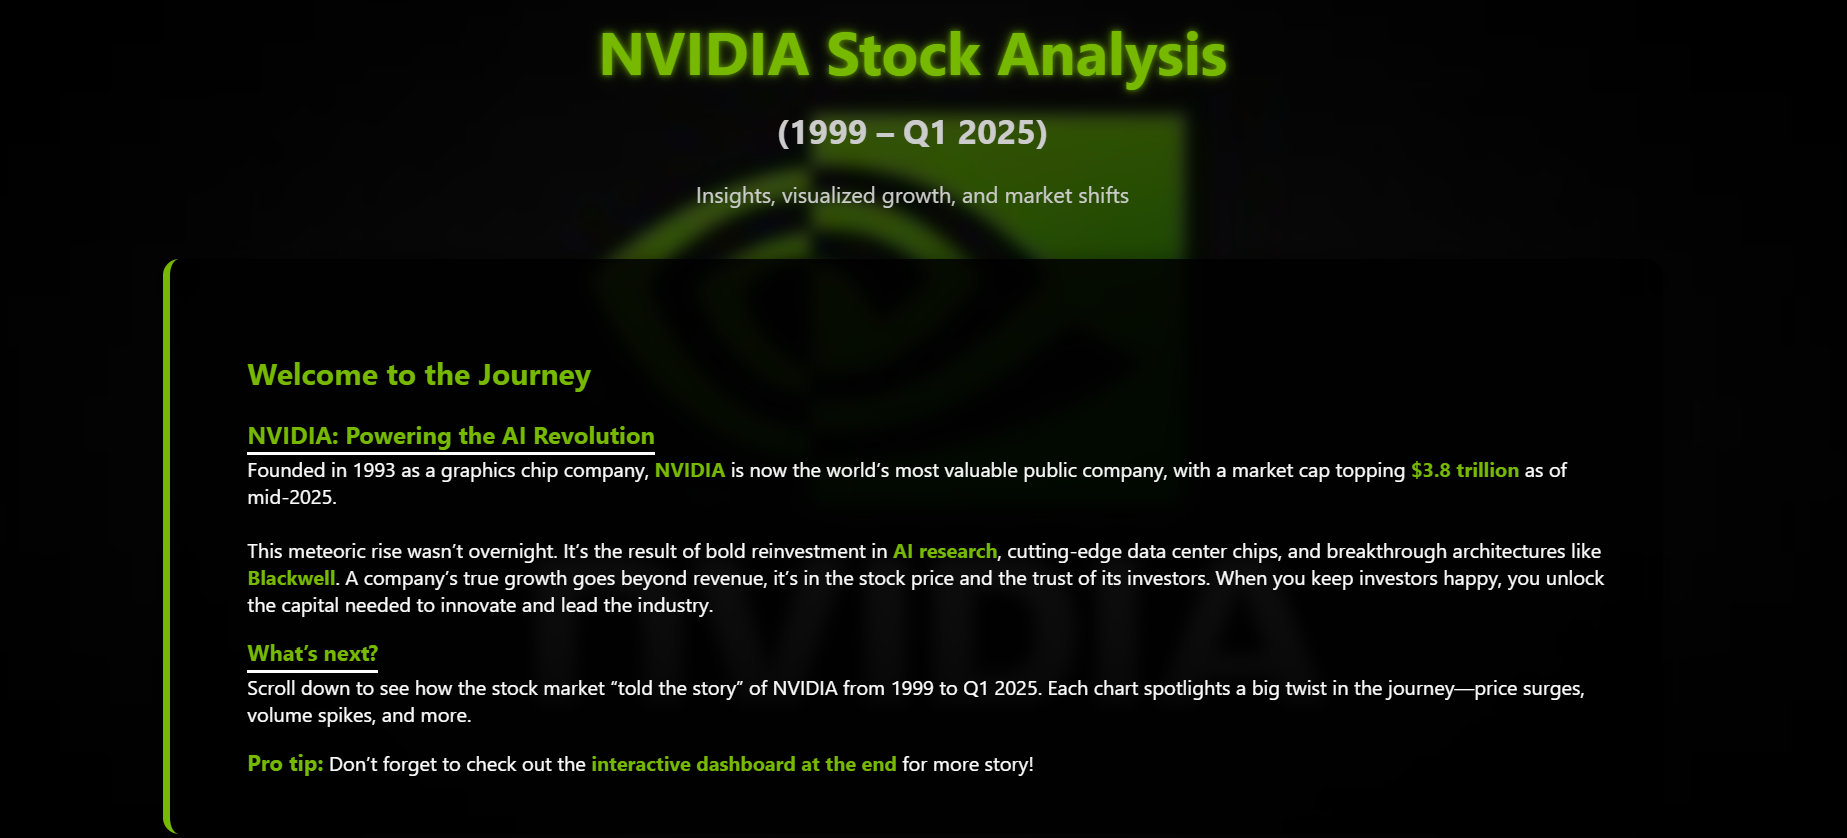 NVIDIA Stock Analysis
(1999 – Q1 2025)
Insights, visualized growth, and market shifts
Welcome to the Journey
NVIDIA: Powering the AI Revolution
Founded in 1993 as a graphics chip company, NVIDIA is now the world’s most valuable public company, with a market cap topping $3.8 trillion as of
mid-2025.
This meteoric rise wasn’t overnight. It’s the result of bold reinvestment in AI research, cutting-edge data center chips, and breakthrough architectures like
Blackwell. A company’s true growth goes beyond revenue, it’s in the stock price and the trust of its investors. When you keep investors happy, you unlock
the capital needed to innovate and lead the industry.
What’s next?
Scroll down to see how the stock market “told the story” of NVIDIA from 1999 to Q1 2025. Each chart spotlights a big twist in the journey—price surges,
volume spikes, and more.
Pro tip: Don’t forget to check out the interactive dashboard at the end for more story!
NVIDIA